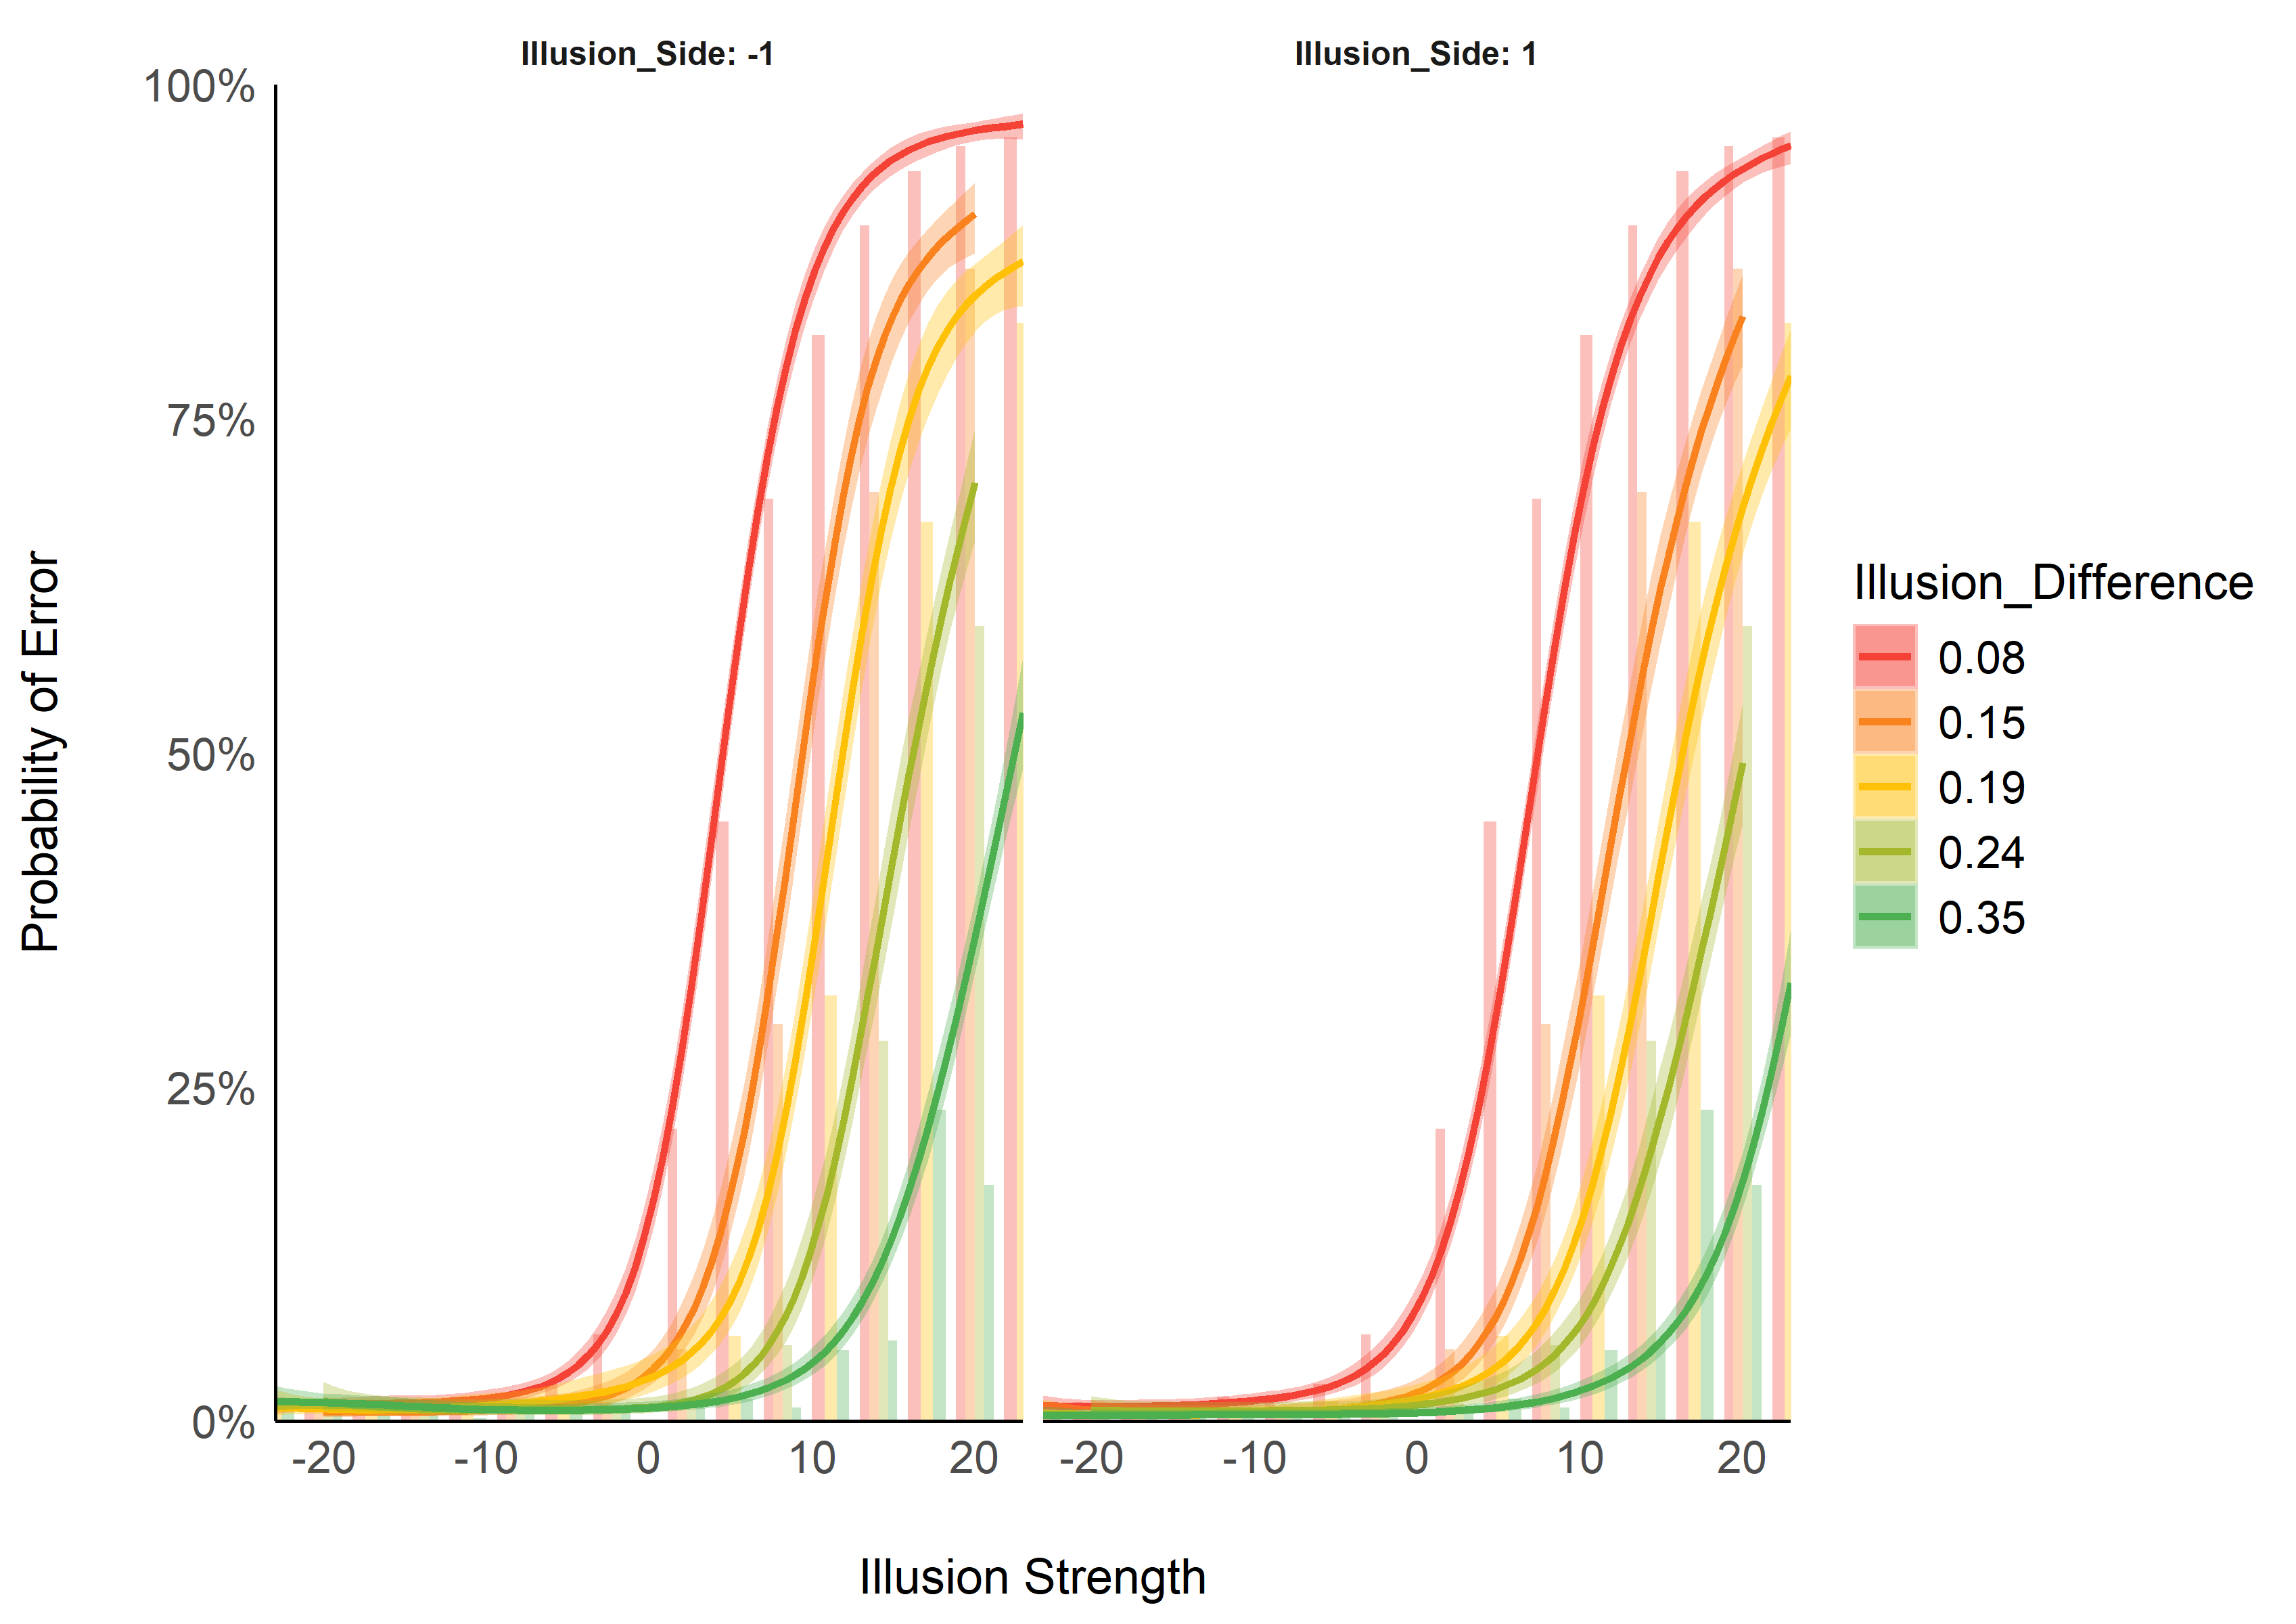 Illusion_Side: -1
Illusion_Side: 1
100%
75%
50%
25%
0%
Probability of Error
-20 -10 0 10 20
-20 -10 0 10 20
Illusion Strength
Illusion_Difference
0.08
0.15
0.19
0.24
0.35